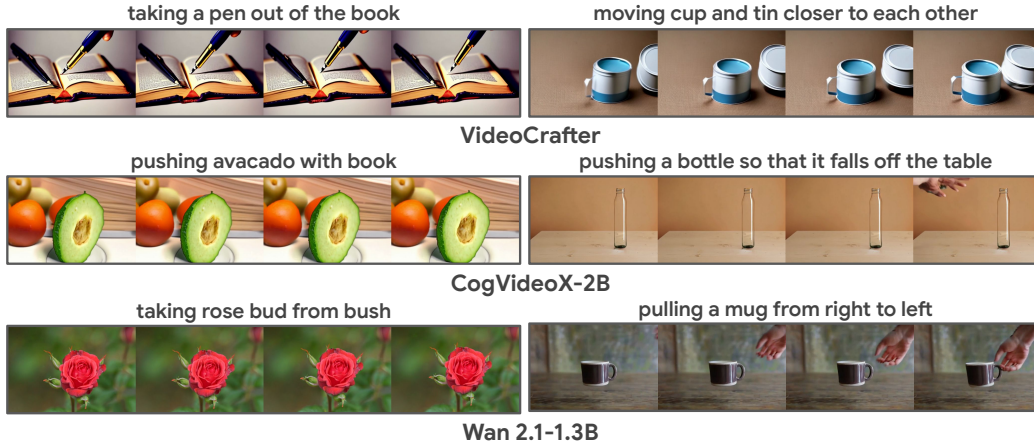 taking a pen out of the book
moving cup and tin closer to each other
VideoCrafter
pushing avacado with book
pushing a bottle so that it falls off the table
CogVideoX-2B
taking rose bud from bush
pulling a mug from right to left
Wan 2.1-1.3B